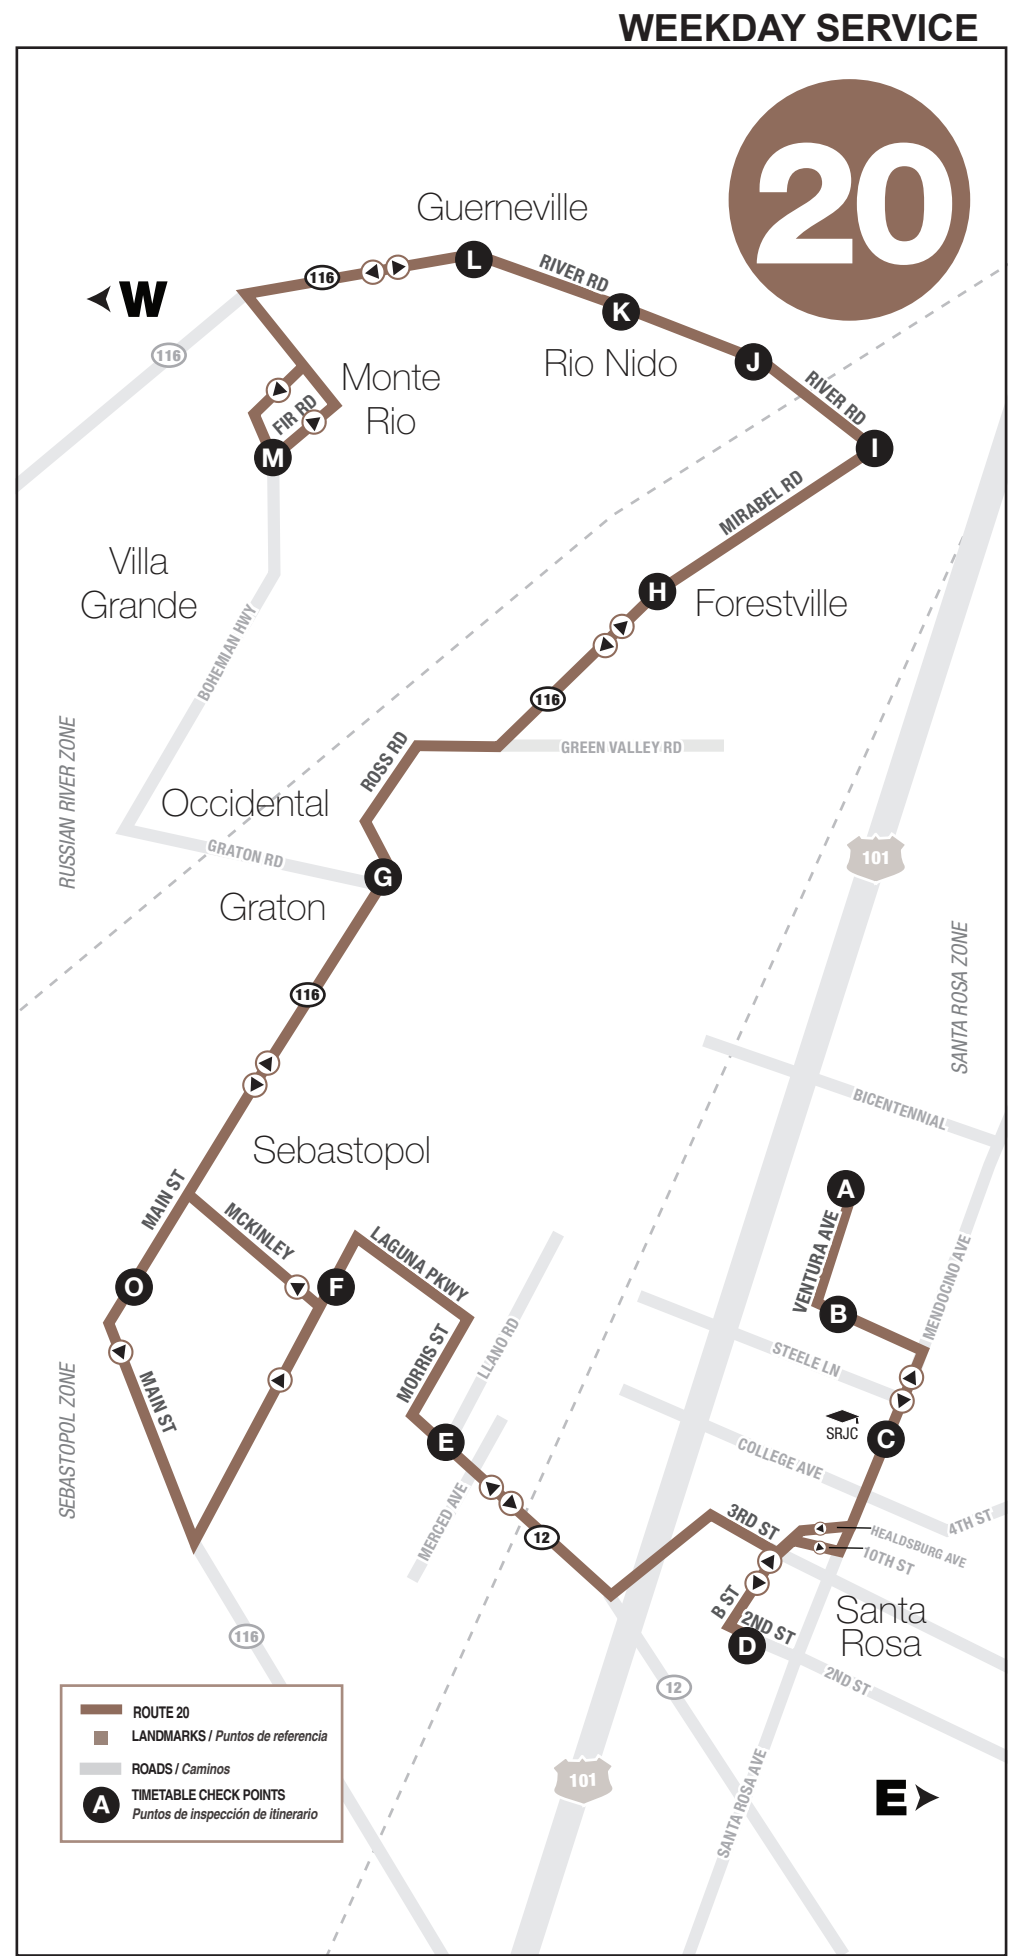 WEEKDAY SERVICE
20
Guerneville
L
RIVER RD
116
W
K
116
Rio Nido
J
Monte
Rio
RIVER RD
FIR RD
M
I
MIRABEL RD
Villa
Grande
H
Forestville
BOHEMIAN HWY
116
RUSSIAN RIVER ZONE
ROSS RD
GREEN VALLEY RD
Occidental
GRATON RD
101
G
Graton
116
SANTA ROSA ZONE
BICENTENNIAL
Sebastopol
MAIN ST
MCKINLEY
A
LAGUNA PKWY
VENTURA AVE
MENDOCINO AVE
O
F
B
LLANO RD
STEELE LN
MORRIS ST
MAIN ST
SEBASTOPOL ZONE
SRJC
C
E
COLLEGE AVE
MERCED AVE
3RD ST
4TH ST
12
HEALDSBURG AVE
10TH ST
B ST
2ND ST
D
Santa
Rosa
116
12
2ND ST
ROUTE 20
LANDMARKS / Puntos de referencia
ROADS / Caminos
A
TIMETABLE CHECK POINTS
Puntos de inspección de itinerario
101
SANTA ROSA AVE
E